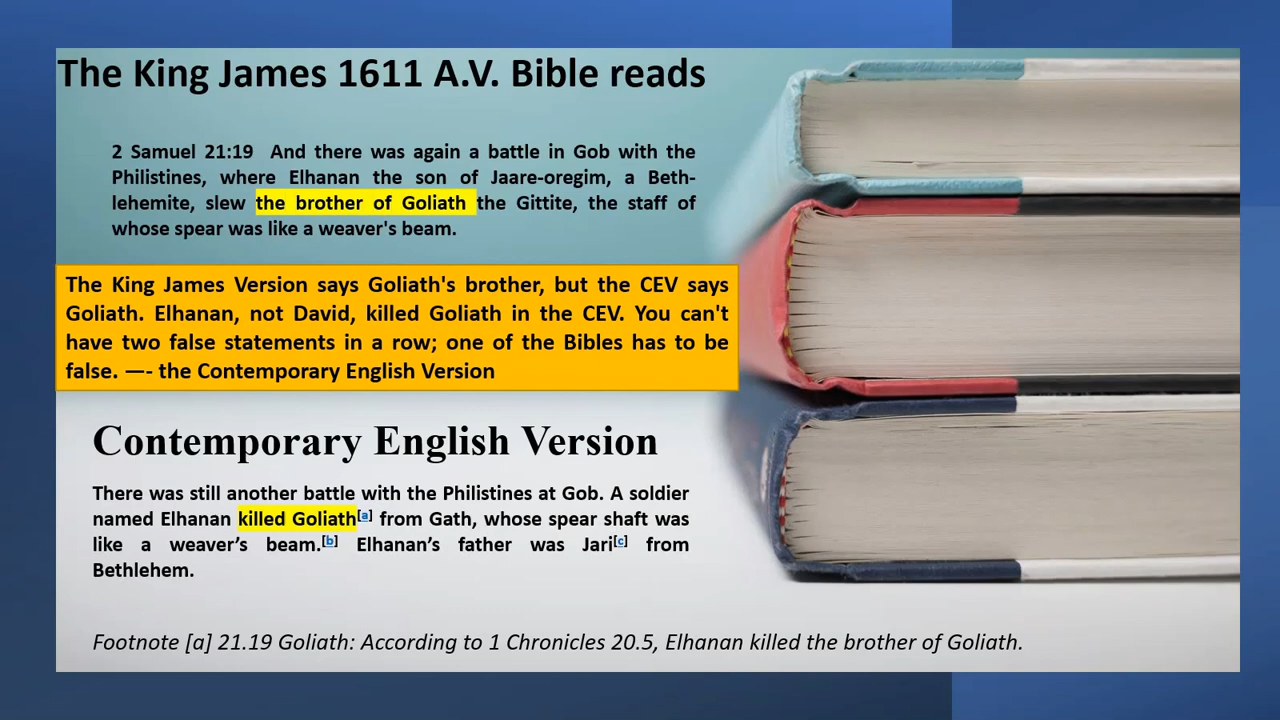 The King James 1611 A.V. Bible reads
2 Samuel 21:19 And there was again a battle in Gob with the
Philistines, where Elhanan the son of Jaare-oregim, a Beth-
lehemite, slew the brother of Goliath the Gittite, the staff of
whose spear was like a weaver's beam.
The King James Version says Goliath's brother, but the CEV says
Goliath. Elhanan, not David, killed Goliath in the CEV. You can't
have two false statements in a row; one of the Bibles has to be
false. —- the Contemporary English Version
Contemporary English Version
There was still another battle with the Philistines at Gob. A soldier
named Elhanan killed Goliath[a] from Gath, whose spear shaft was
like a weaver’s beam.[b] Elhanan’s father was Jari[c] from
Bethlehem.
Footnote [a] 21.19 Goliath: According to 1 Chronicles 20.5, Elhanan killed the brother of Goliath.